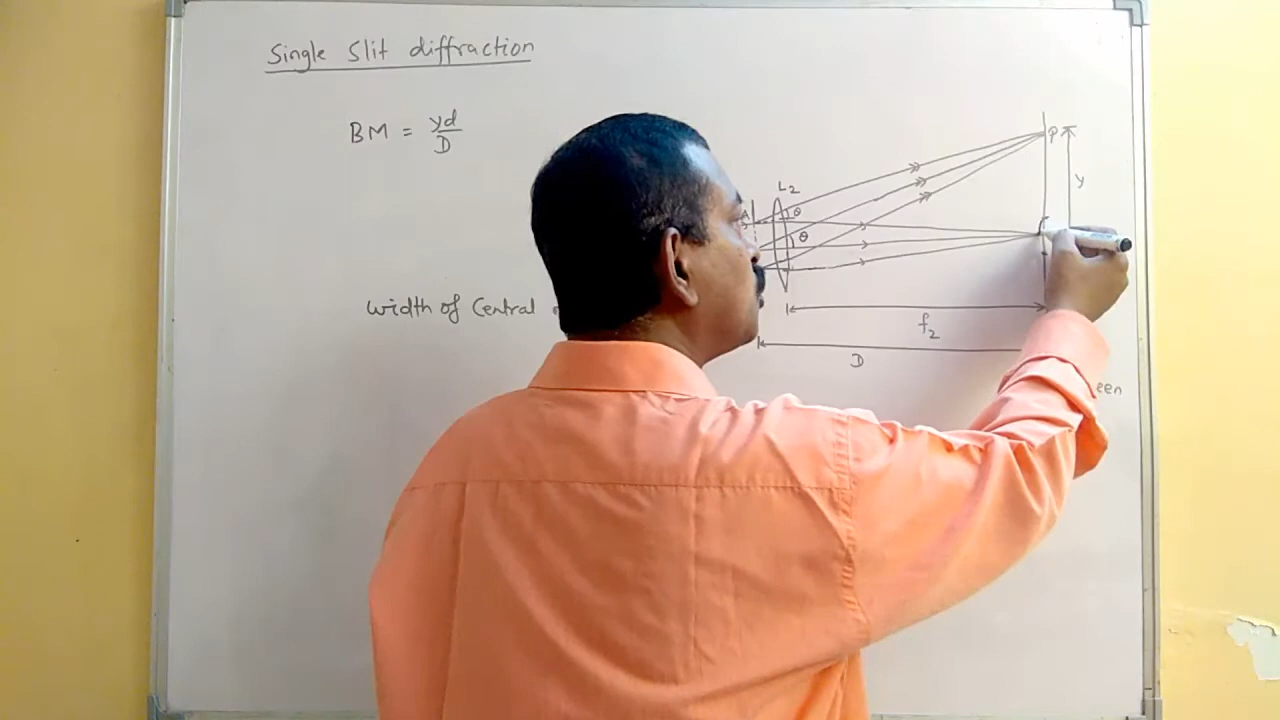 Single Slit diffraction
BM = yd/D
P
y
L2
A
θ
θ
width of Central
f2
D
een